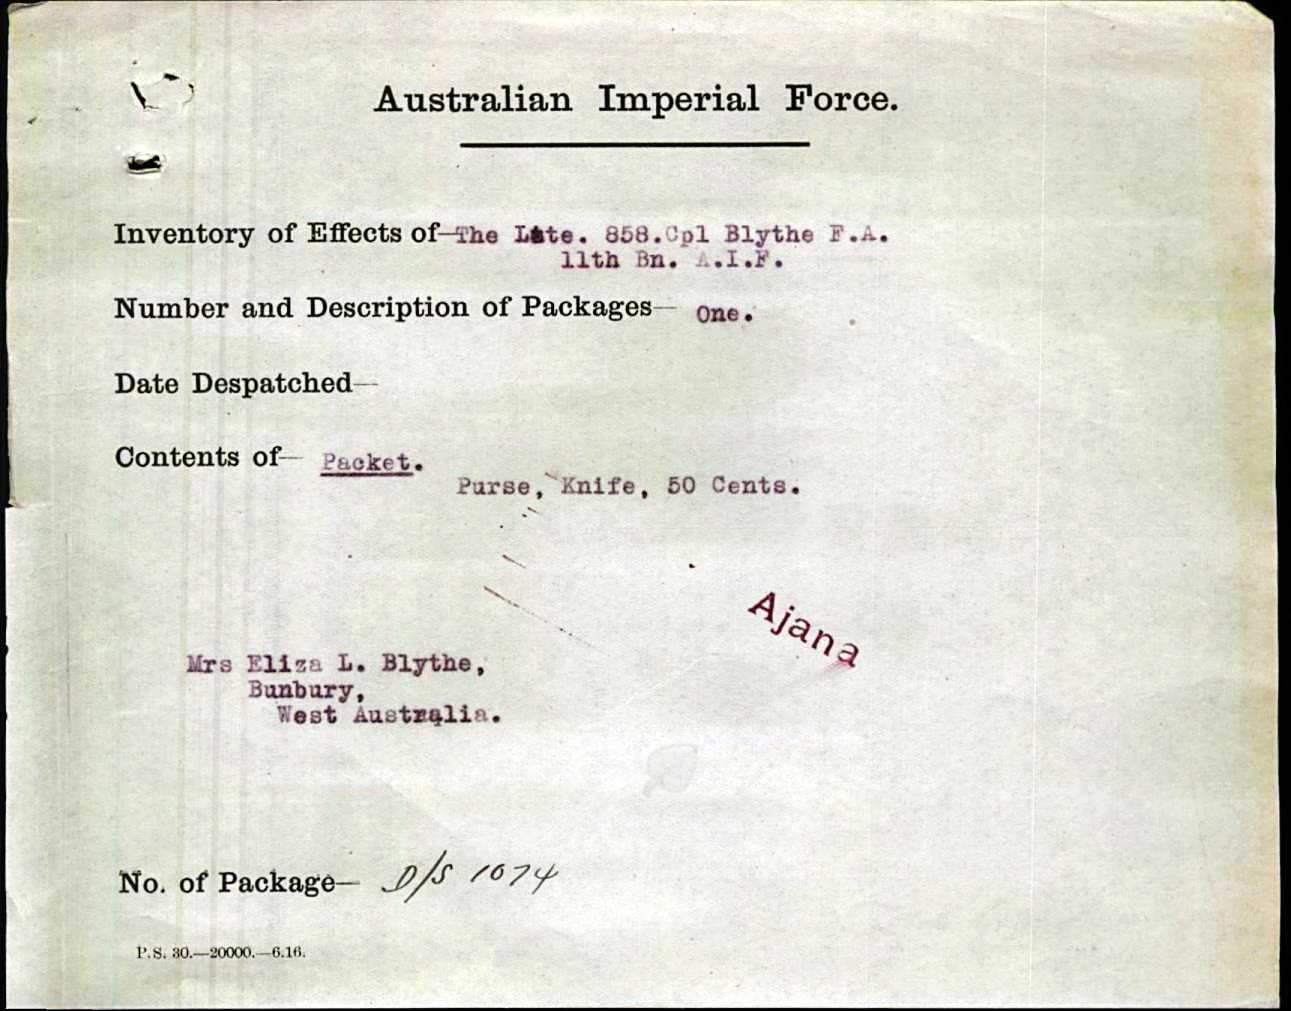 Australian Imperial Force.
Inventory of Effects of—The Late. 858.Cpl Blythe F.A.
11th Bn. A.I.F.
Number and Description of Packages— One.
Date Despatched—
Contents of— Packet.
Purse, Knife, 50 Cents.
Ajana
Mrs Eliza L. Blythe,
Bunbury,
West Australia.
No. of Package— D/S 1074
P.S. 30.—20000.—6.16.